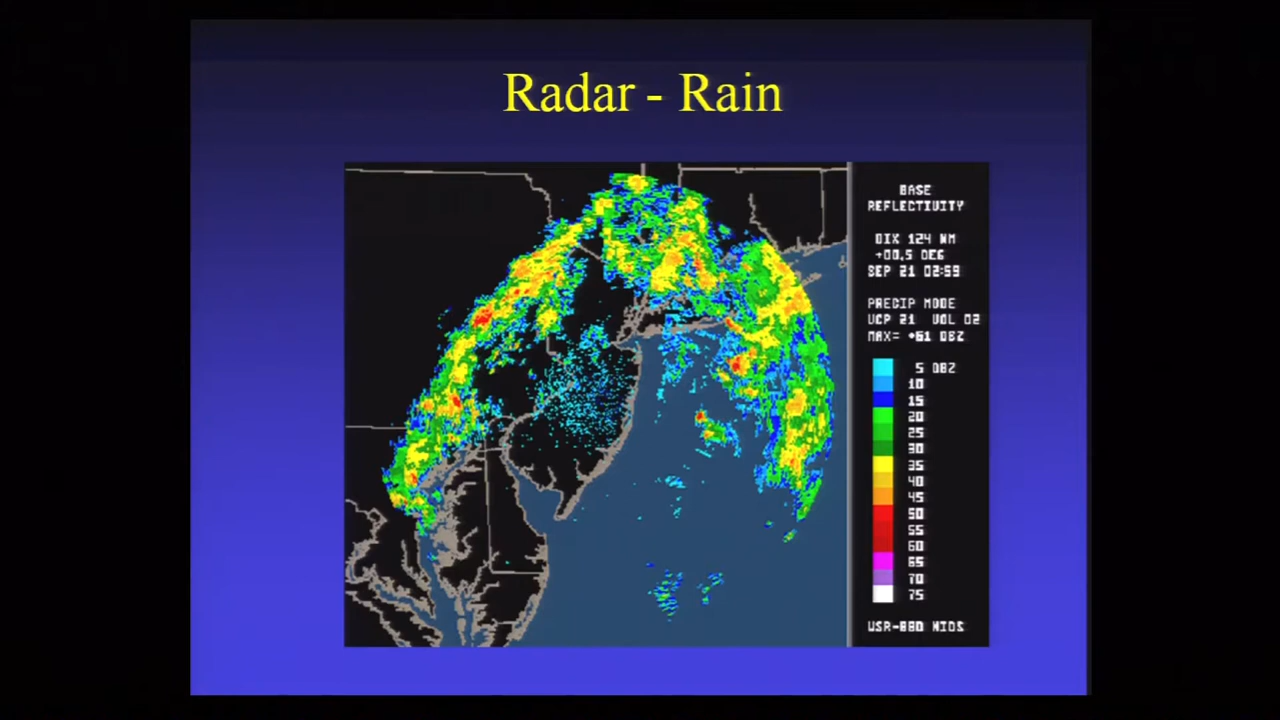 Radar - Rain
BASE
REFLECTIVITY
DIX 124 NM
+00.5 DEG
SEP 21 02:59
PRECIP MODE
VCP 21 VOL 02
MAX= +61 DBZ
5 DBZ
10
15
20
25
30
35
40
45
50
55
60
65
70
75
WSR-88D NIDS